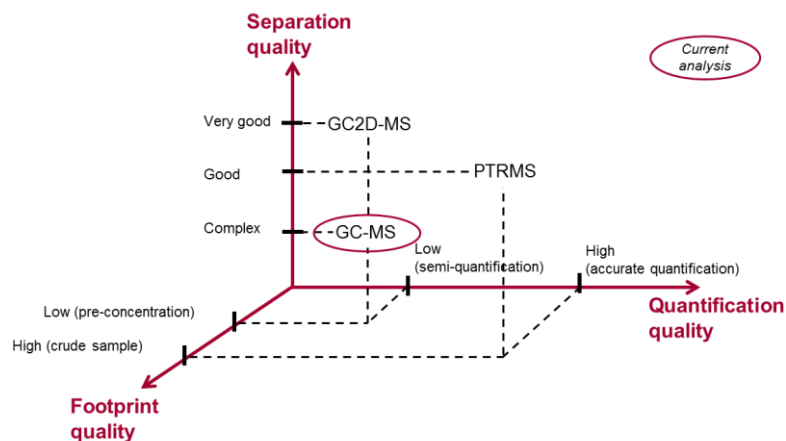 Separation
quality
Current
analysis
Very good
GC2D-MS
Good
PTRMS
Complex
GC-MS
Low
(semi-quantification)
High
(accurate quantification)
Low (pre-concentration)
Quantification
quality
High (crude sample)
Footprint
quality